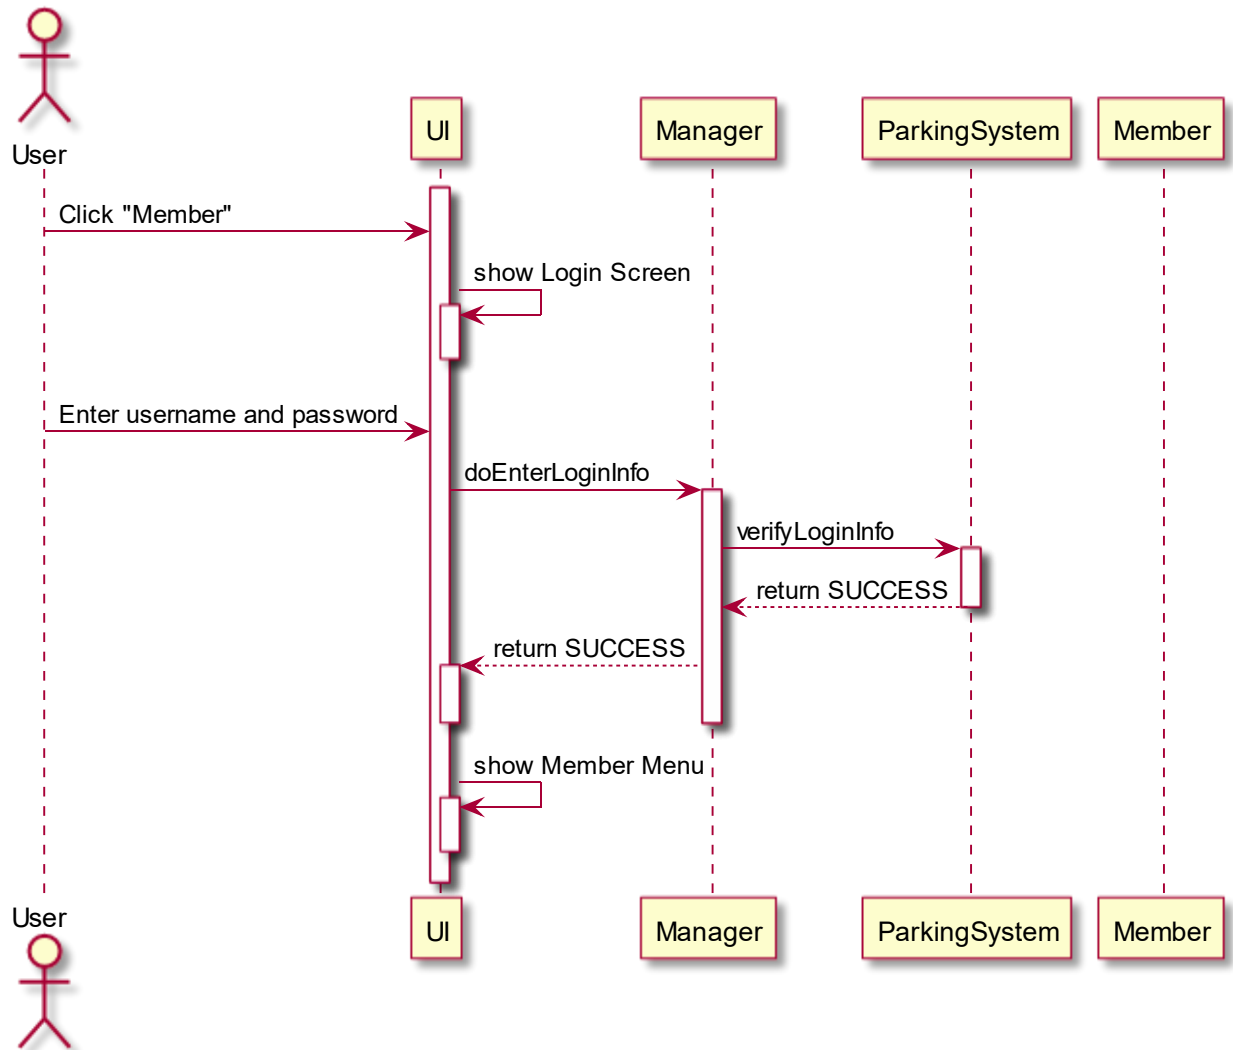 User
UI
Manager
ParkingSystem
Member
Click "Member"
show Login Screen
Enter username and password
doEnterLoginInfo
verifyLoginInfo
return SUCCESS
return SUCCESS
show Member Menu
User
UI
Manager
ParkingSystem
Member